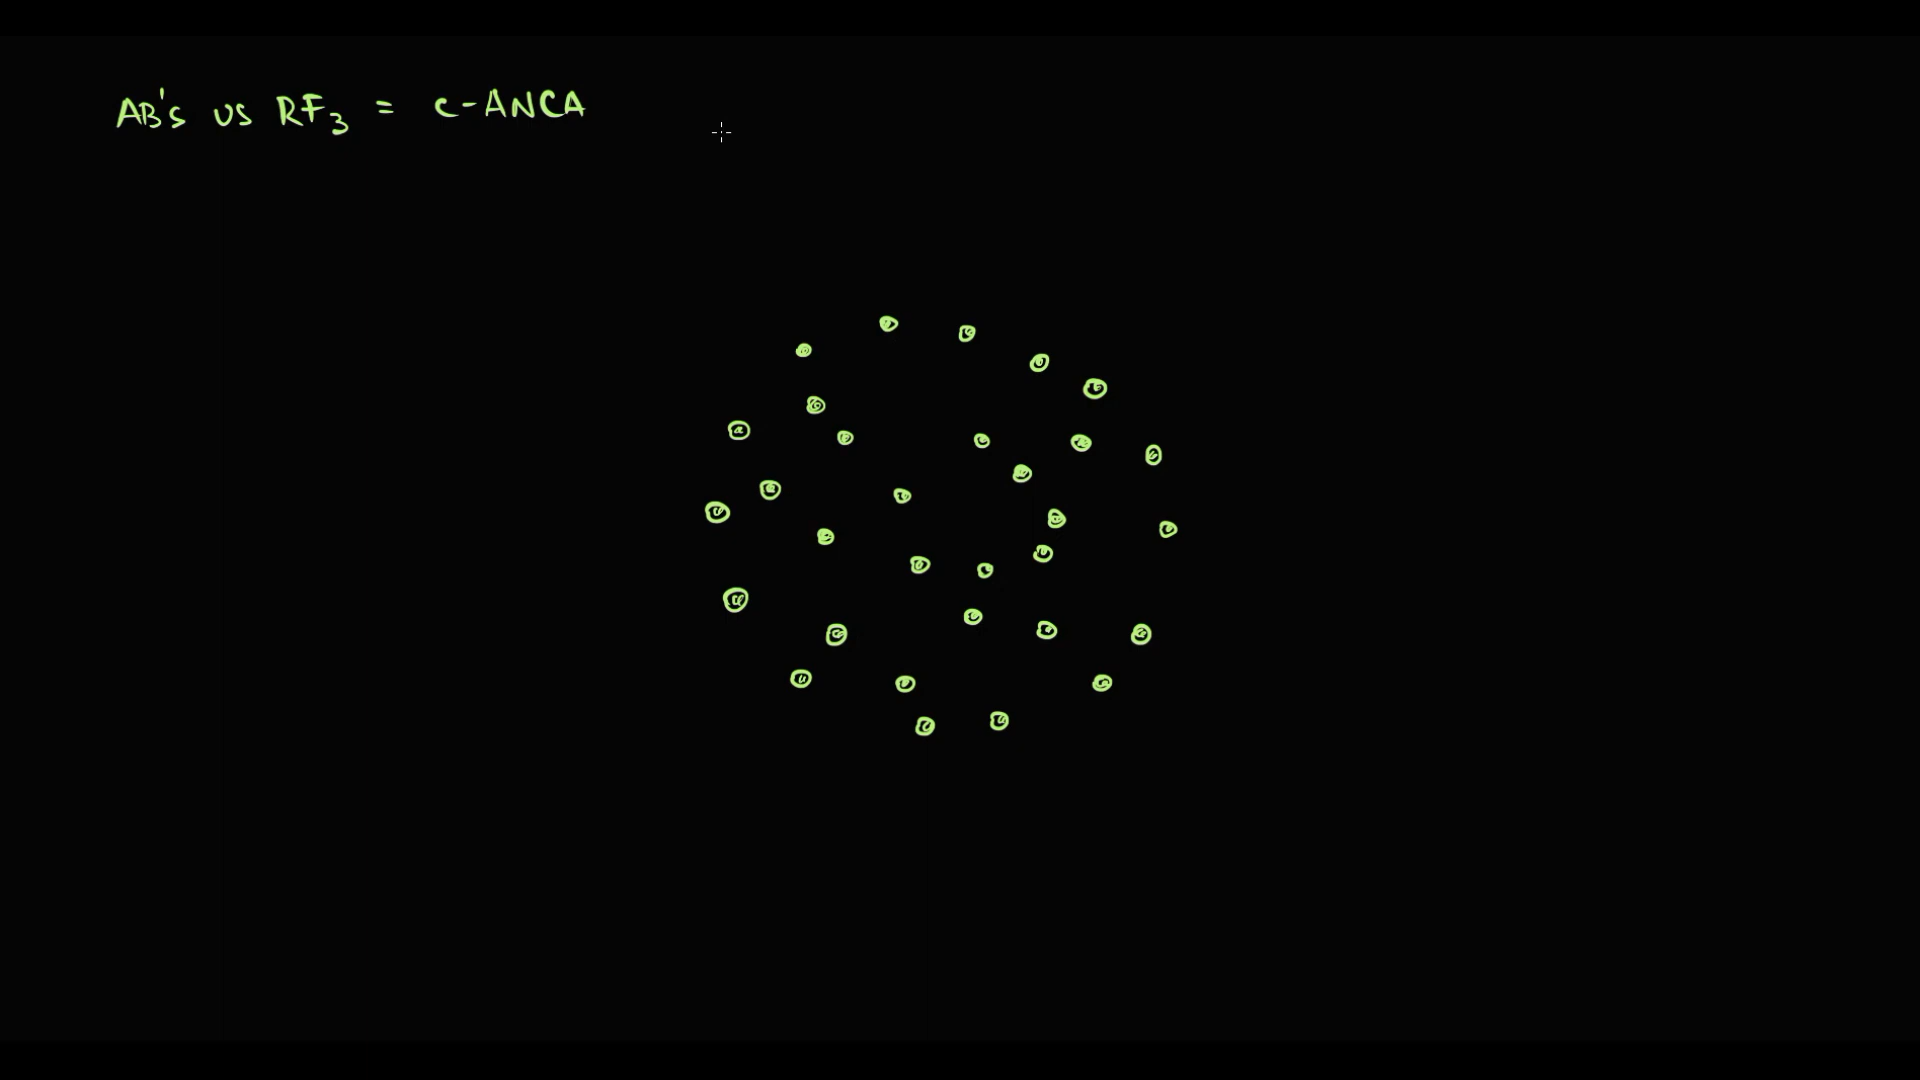 AB's vs RF3 = c-ANCA